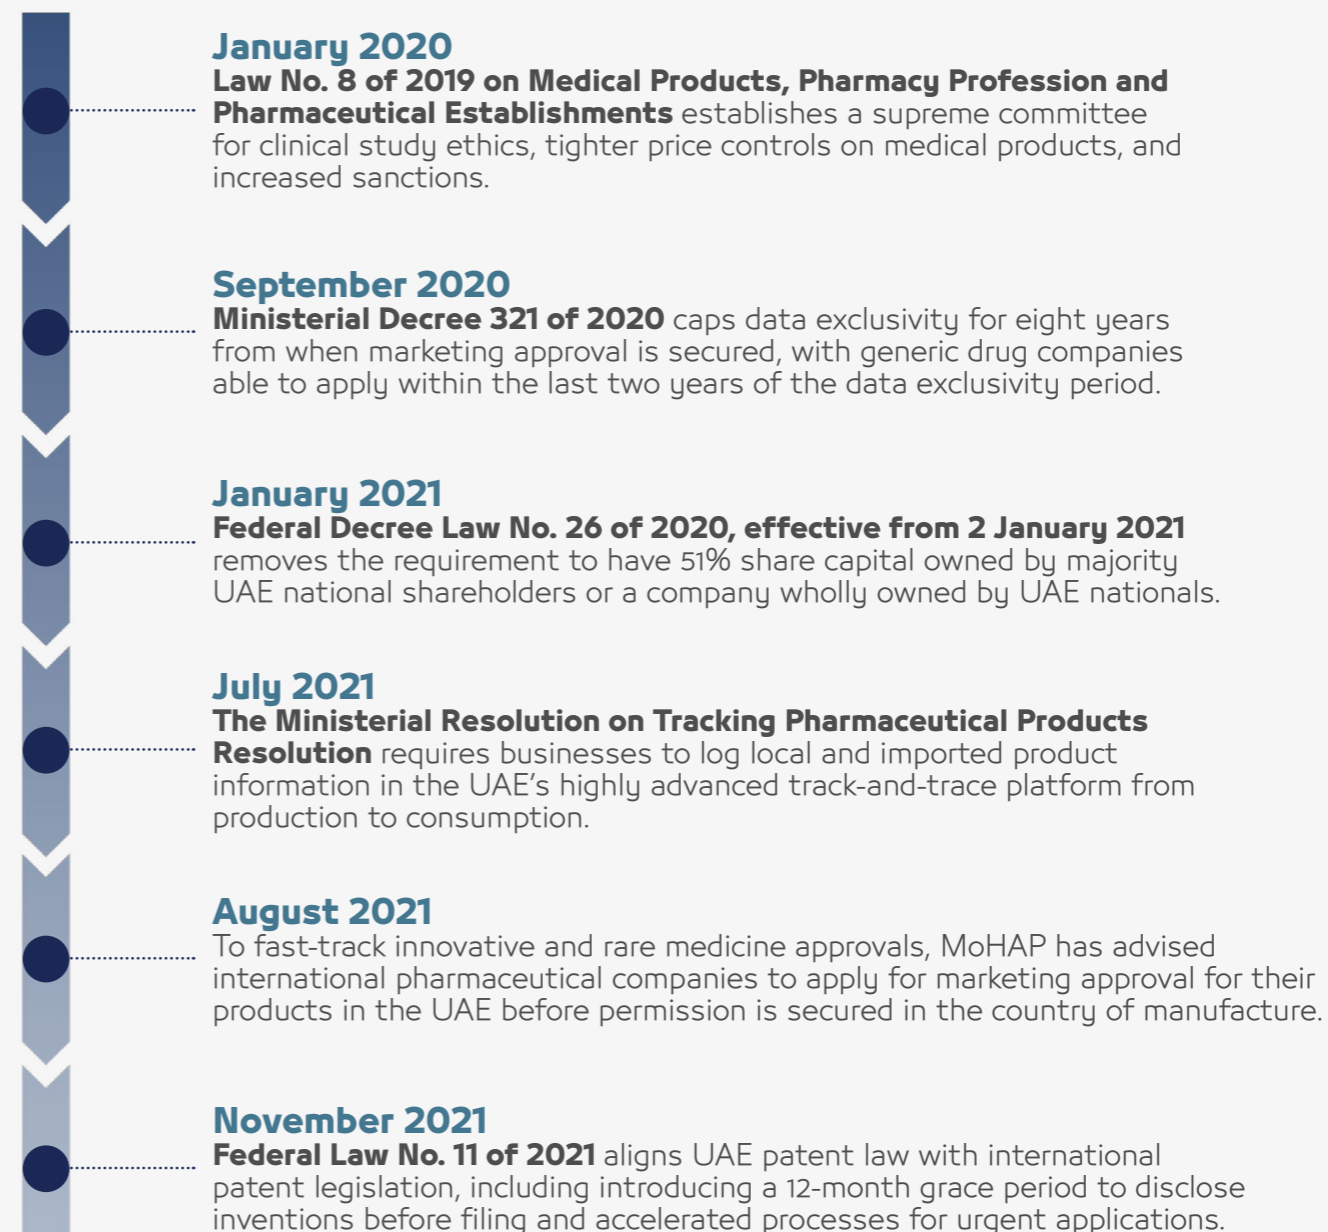 January 2020
Law No. 8 of 2019 on Medical Products, Pharmacy Profession and
Pharmaceutical Establishments establishes a supreme committee
for clinical study ethics, tighter price controls on medical products, and
increased sanctions.
September 2020
Ministerial Decree 321 of 2020 caps data exclusivity for eight years
from when marketing approval is secured, with generic drug companies
able to apply within the last two years of the data exclusivity period.
January 2021
Federal Decree Law No. 26 of 2020, effective from 2 January 2021
removes the requirement to have 51% share capital owned by majority
UAE national shareholders or a company wholly owned by UAE nationals.
July 2021
The Ministerial Resolution on Tracking Pharmaceutical Products
Resolution requires businesses to log local and imported product
information in the UAE’s highly advanced track-and-trace platform from
production to consumption.
August 2021
To fast-track innovative and rare medicine approvals, MoHAP has advised
international pharmaceutical companies to apply for marketing approval for their
products in the UAE before permission is secured in the country of manufacture.
November 2021
Federal Law No. 11 of 2021 aligns UAE patent law with international
patent legislation, including introducing a 12-month grace period to disclose
inventions before filing and accelerated processes for urgent applications.